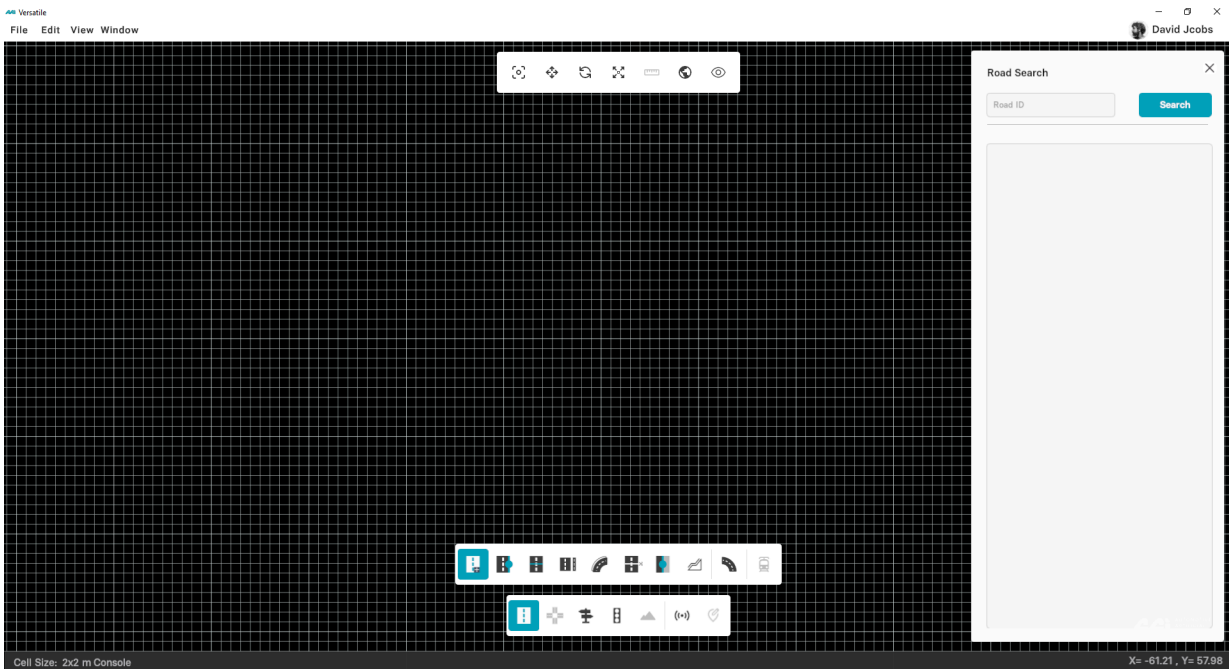 Versatile
File Edit View Window
David Jcobs
Road Search
Road ID
Search
Cell Size: 2x2 m Console
X= -61.21 , Y= 57.98